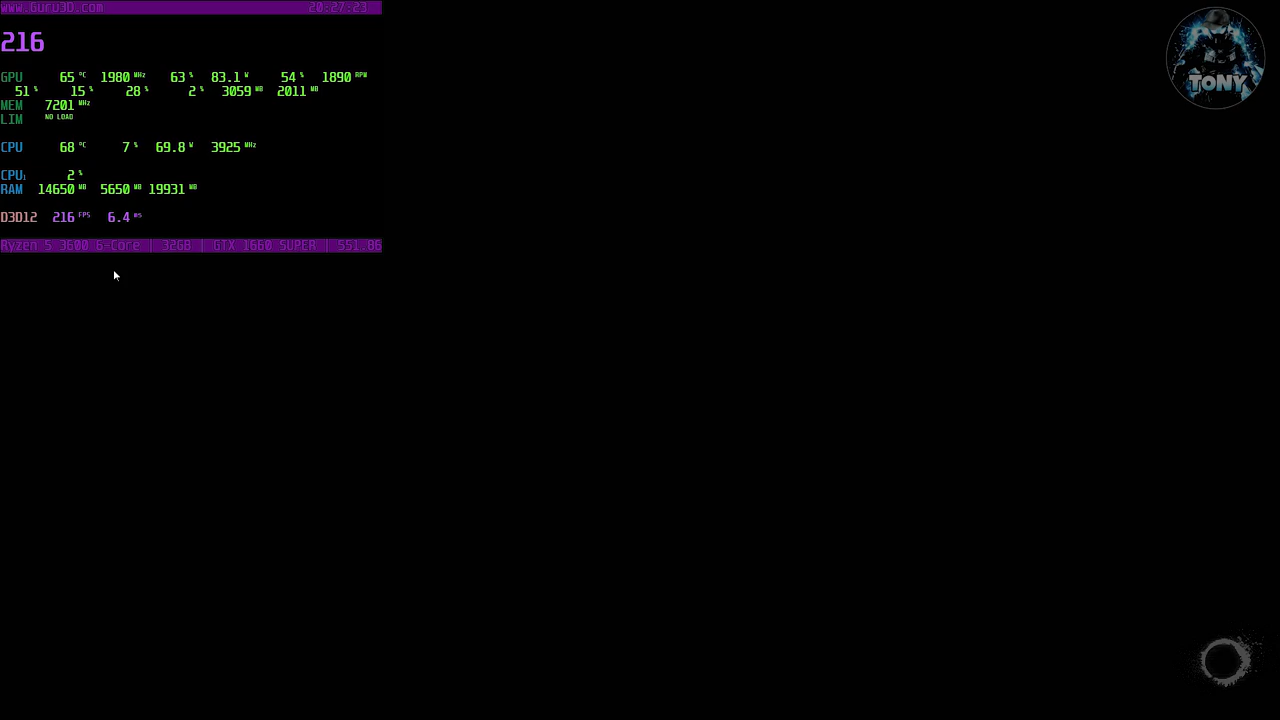 www.Guru3D.com 20:27:23
216
GPU 65 °C 1980 MHz 63 % 83.1 W 54 % 1890 RPM
51 % 15 % 28 % 2 % 3059 MB 2011 MB
MEM 7201 MHz
LIM NO LOAD
CPU 68 °C 7 % 69.8 W 3925 MHz
CPU1 2 %
RAM 14650 MB 5650 MB 19931 MB
D3D12 216 FPS 6.4 ms
Ryzen 5 3600 6-Core | 32GB | GTX 1660 SUPER | 551.86
TONY